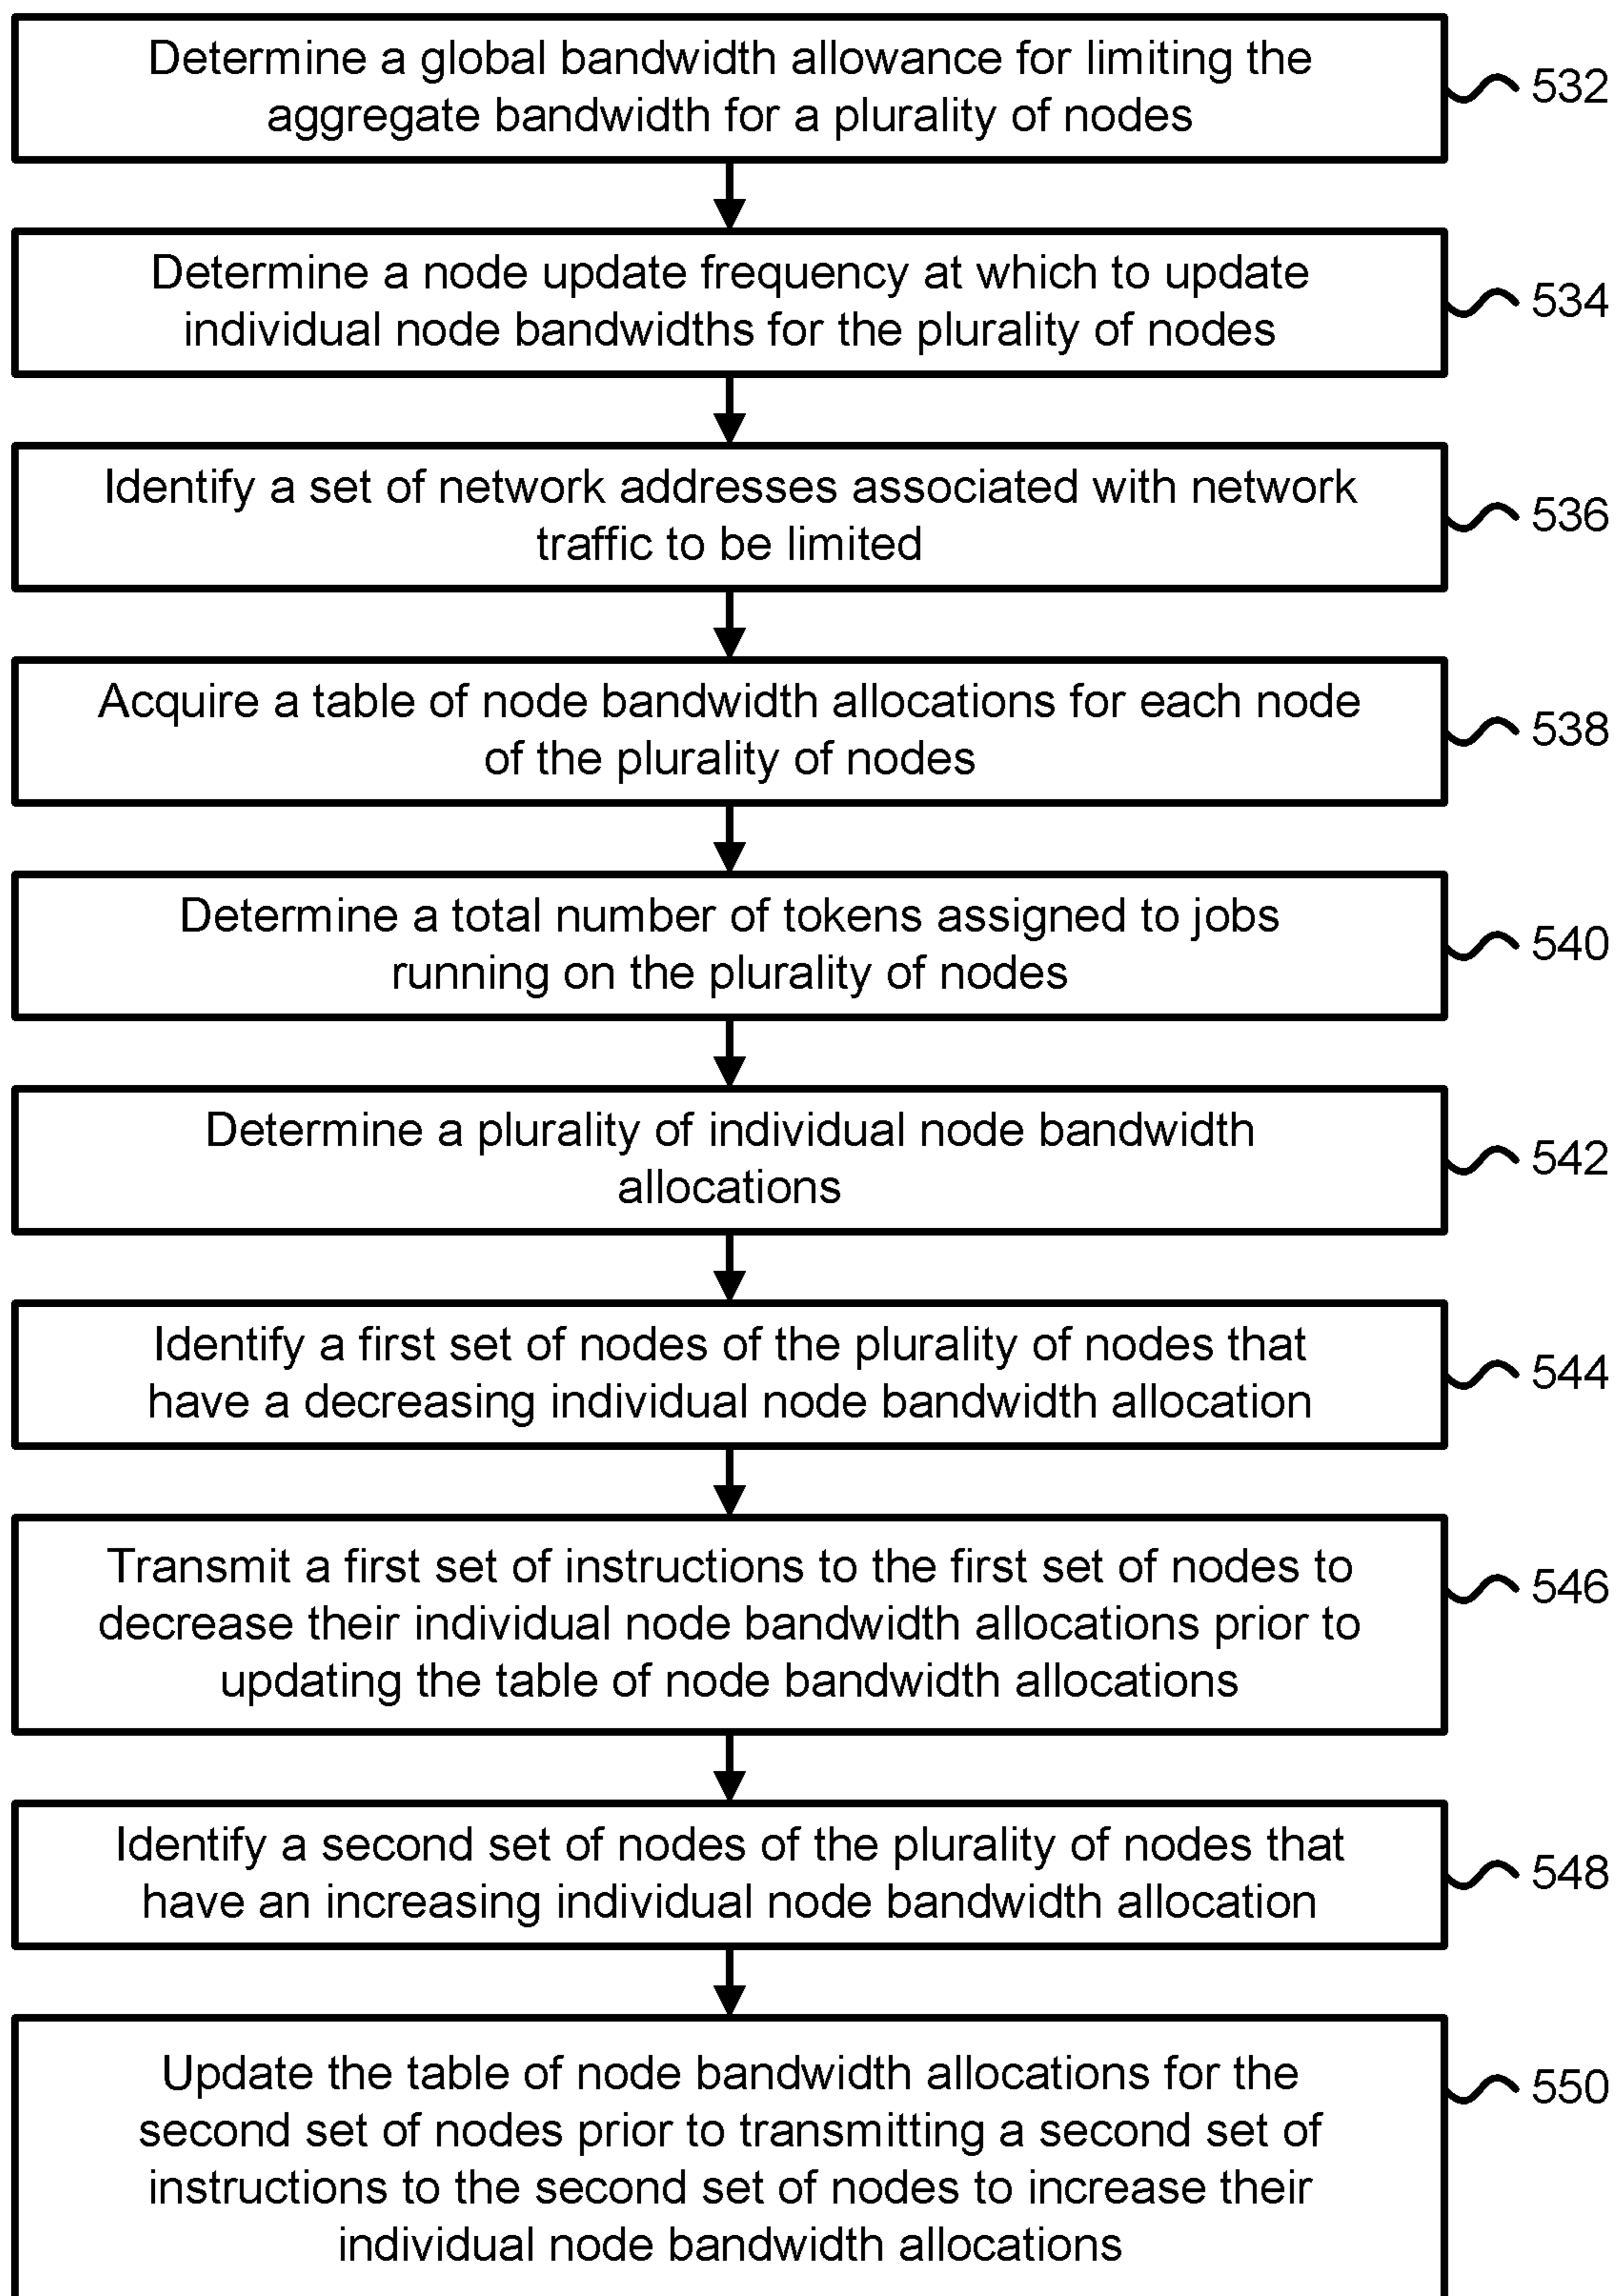 Determine a global bandwidth allowance for limiting the
aggregate bandwidth for a plurality of nodes
532
Determine a node update frequency at which to update
individual node bandwidths for the plurality of nodes
534
Identify a set of network addresses associated with network
traffic to be limited
536
Acquire a table of node bandwidth allocations for each node
of the plurality of nodes
538
Determine a total number of tokens assigned to jobs
running on the plurality of nodes
540
Determine a plurality of individual node bandwidth
allocations
542
Identify a first set of nodes of the plurality of nodes that
have a decreasing individual node bandwidth allocation
544
Transmit a first set of instructions to the first set of nodes to
decrease their individual node bandwidth allocations prior to
updating the table of node bandwidth allocations
546
Identify a second set of nodes of the plurality of nodes that
have an increasing individual node bandwidth allocation
548
Update the table of node bandwidth allocations for the
second set of nodes prior to transmitting a second set of
instructions to the second set of nodes to increase their
individual node bandwidth allocations
550